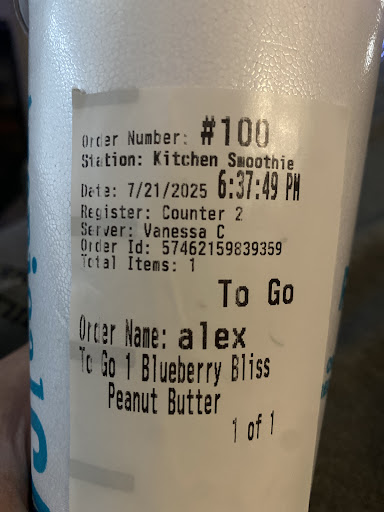 Order Number: #100
Station: Kitchen Smoothie
Date: 7/21/2025 6:37:49 PM
Register: Counter 2
Server: Vanessa C
Order Id: 57462159839359
Total Items: 1
To Go
Order Name: alex
To Go 1 Blueberry Bliss
Peanut Butter
1 of 1